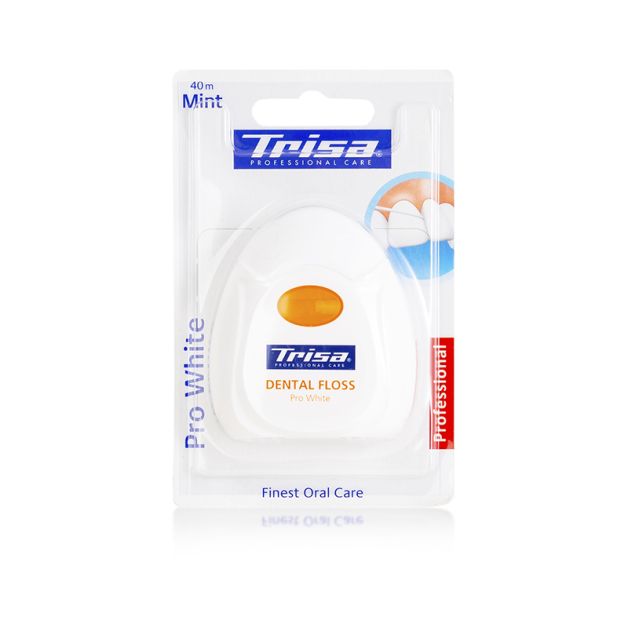 40 m
Mint
Trisa®
PROFESSIONAL CARE
Pro White
Trisa®
PROFESSIONAL CARE
DENTAL FLOSS
Pro White
Professional
Finest Oral Care